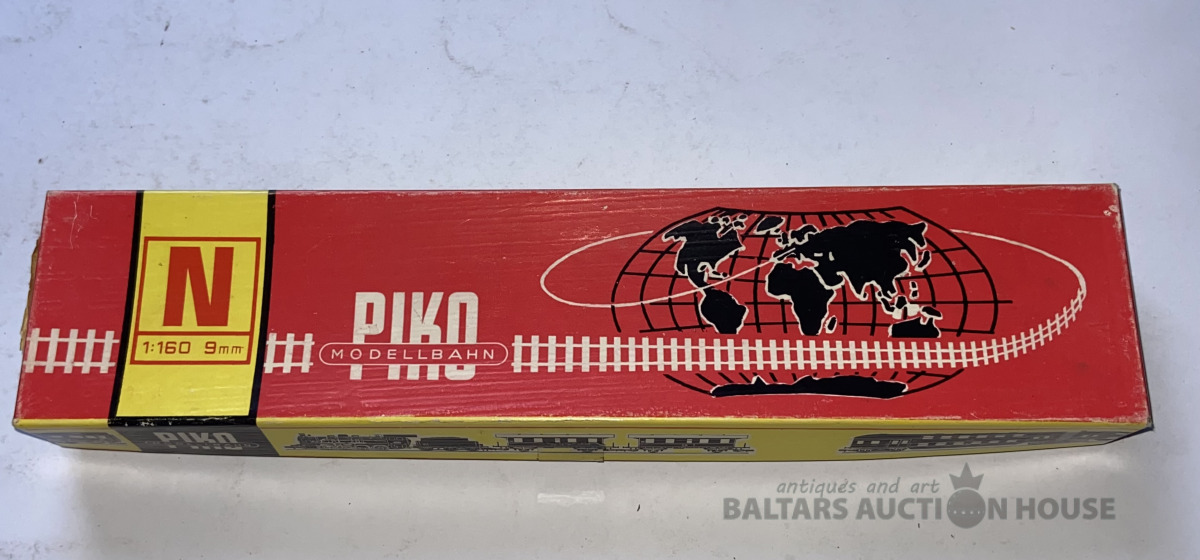 N
1:160 9mm
PIKO
MODELLBAHN
PIKO
antiques and art
BALTARS AUCTION HOUSE